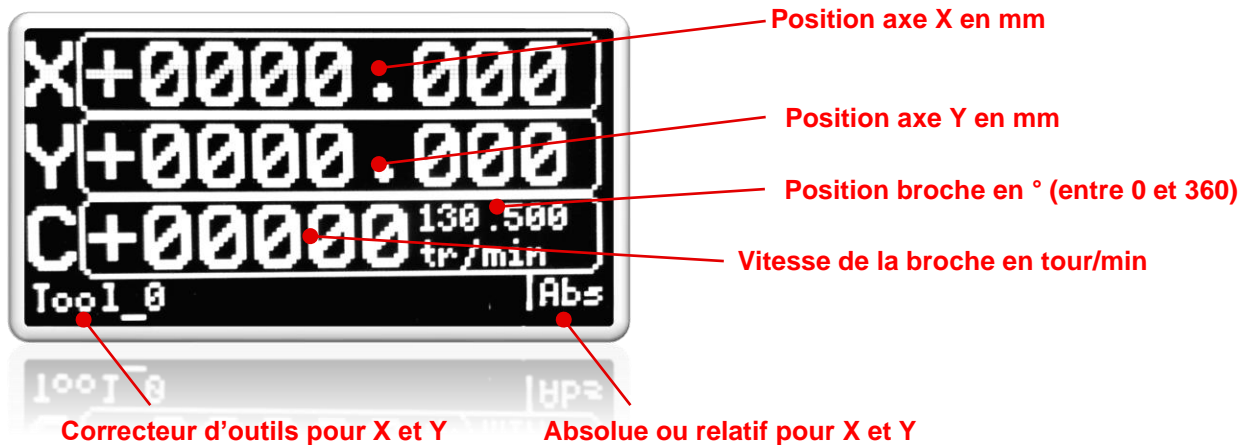 Position axe X en mm
X +0000.000
Position axe Y en mm
Y +0000.000
Position broche en ° (entre 0 et 360)
C +00000 130.500
tr/min
Vitesse de la broche en tour/min
Tool_0 Abs
Correcteur d’outils pour X et Y
Absolue ou relatif pour X et Y